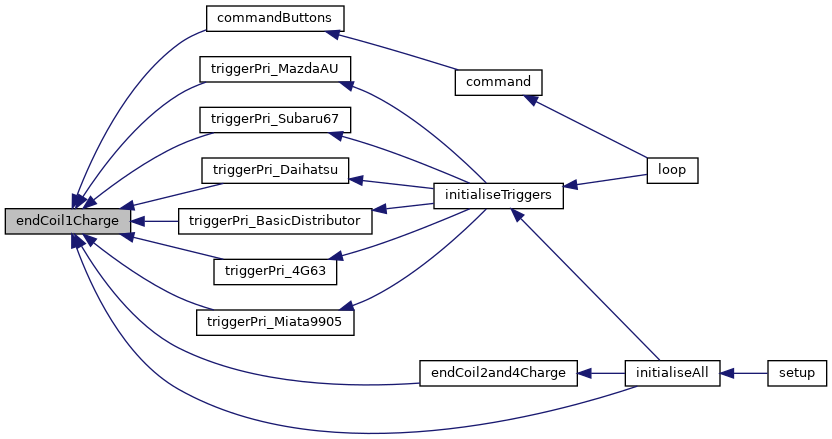 commandButtons
triggerPri_MazdaAU
command
triggerPri_Subaru67
triggerPri_Daihatsu
loop
initialiseTriggers
endCoil1Charge
triggerPri_BasicDistributor
triggerPri_4G63
triggerPri_Miata9905
endCoil2and4Charge
initialiseAll
setup